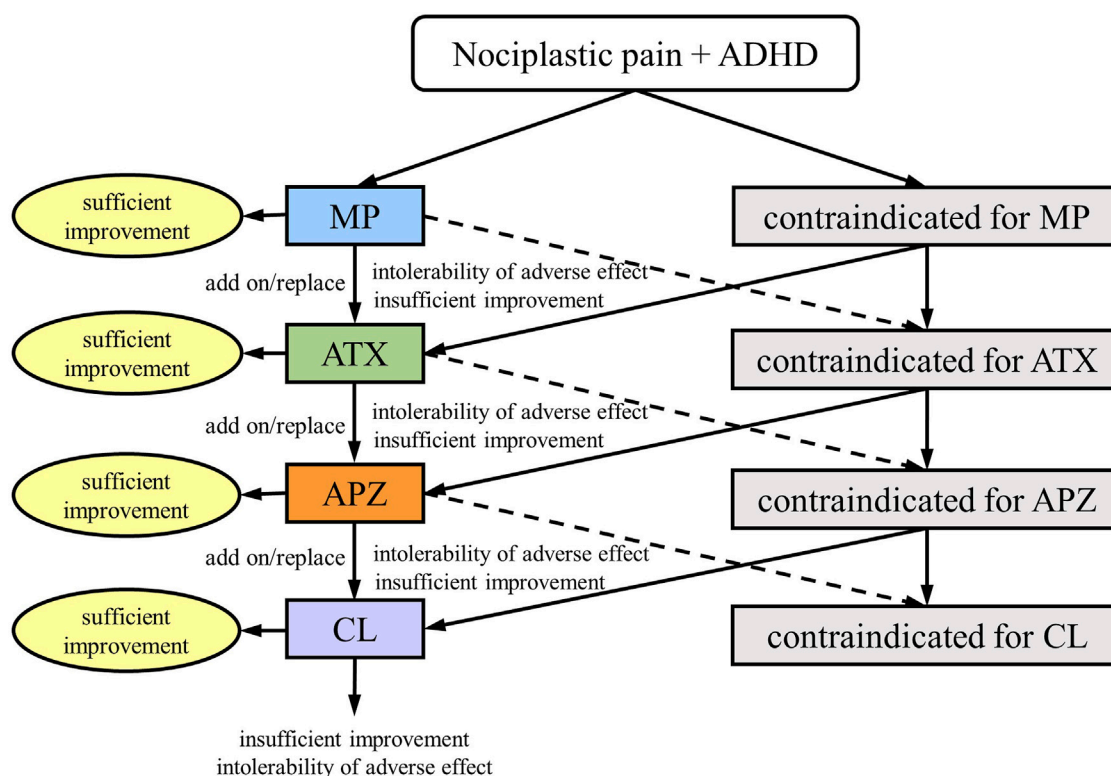 Nociplastic pain + ADHD
sufficient
improvement
MP
contraindicated for MP
add on/replace
intolerability of adverse effect
insufficient improvement
sufficient
improvement
ATX
contraindicated for ATX
add on/replace
intolerability of adverse effect
insufficient improvement
sufficient
improvement
APZ
contraindicated for APZ
add on/replace
intolerability of adverse effect
insufficient improvement
sufficient
improvement
CL
contraindicated for CL
insufficient improvement
intolerability of adverse effect